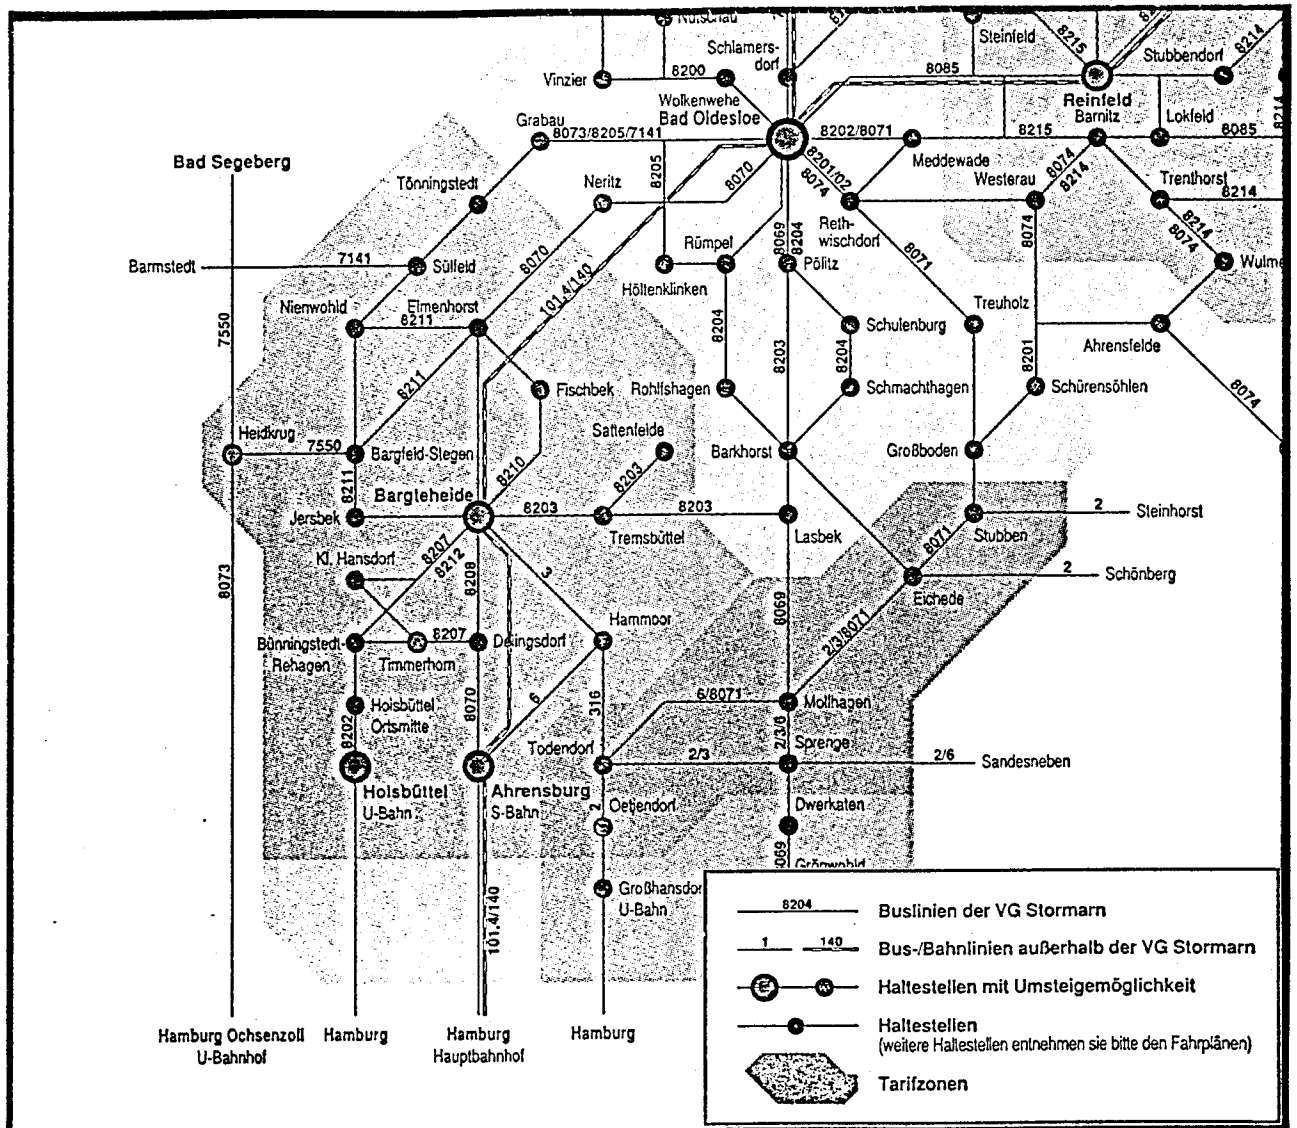 Nütschau
Steinfeld
8215
8214
Stubbendorf
Schlamers-
dorf
Vinzier
8200
8085
Wolkenwehe
Bad Oldesloe
Reinfeld
Barnitz
Lokfeld
8214
Grabau
8073/8205/7141
8202/8071
8215
8085
Bad Segeberg
8205
8070
8201/02
8074
Meddewade
8074
8214
Westerau
Trenthorst
Tönningstedt
Neritz
8214
Reth-
wischdorf
8069
8204
8074
8214
8074
Rümpel
8071
Barmstedt
7141
Sülfeld
8070
101.4/140
Höltenklinken
Pölitz
Nienwohld
Elmenhorst
8211
7550
Treuholz
8204
8203
Schulenburg
8204
8201
Ahrensfelde
8211
Fischbek
Rohlfshagen
Schmachthagen
Schürensöhlen
8074
Heidkrug
7550
Sattenfelde
Bargfeld-Stegen
8210
8203
Barkhorst
Großboden
8211
Bargteheide
Jersbek
8203
8203
Tremsbüttel
Lasbek
Stubben
2
Steinhorst
8071
Kl. Hansdorf
8207
8212
8208
3
8073
8069
Eichede
2
Schönberg
Hammoor
2/3/8071
Bünningstedt-
Rehagen
8207
Timmerhorn
Delingsdorf
8070
6
316
6/8071
Mollhagen
Hoisbüttel
Ortsmitte
8202
2/3/6
Todendorf
2/3
Sprenge
2/6
Sandesneben
Hoisbüttel
U-Bahn
Ahrensburg
S-Bahn
Oetjendorf
2
Dwerkaten
8069
Grönwohld
101.4/140
Großhansdor
U-Bahn
Hamburg Ochsenzoll
U-Bahnhof
Hamburg
Hamburg
Hauptbahnhof
Hamburg
8204
Buslinien der VG Stormarn
1
140
Bus-/Bahnlinien außerhalb der VG Stormarn
Haltestellen mit Umsteigemöglichkeit
Haltestellen
(weitere Haltestellen entnehmen sie bitte den Fahrplänen)
Tarifzonen